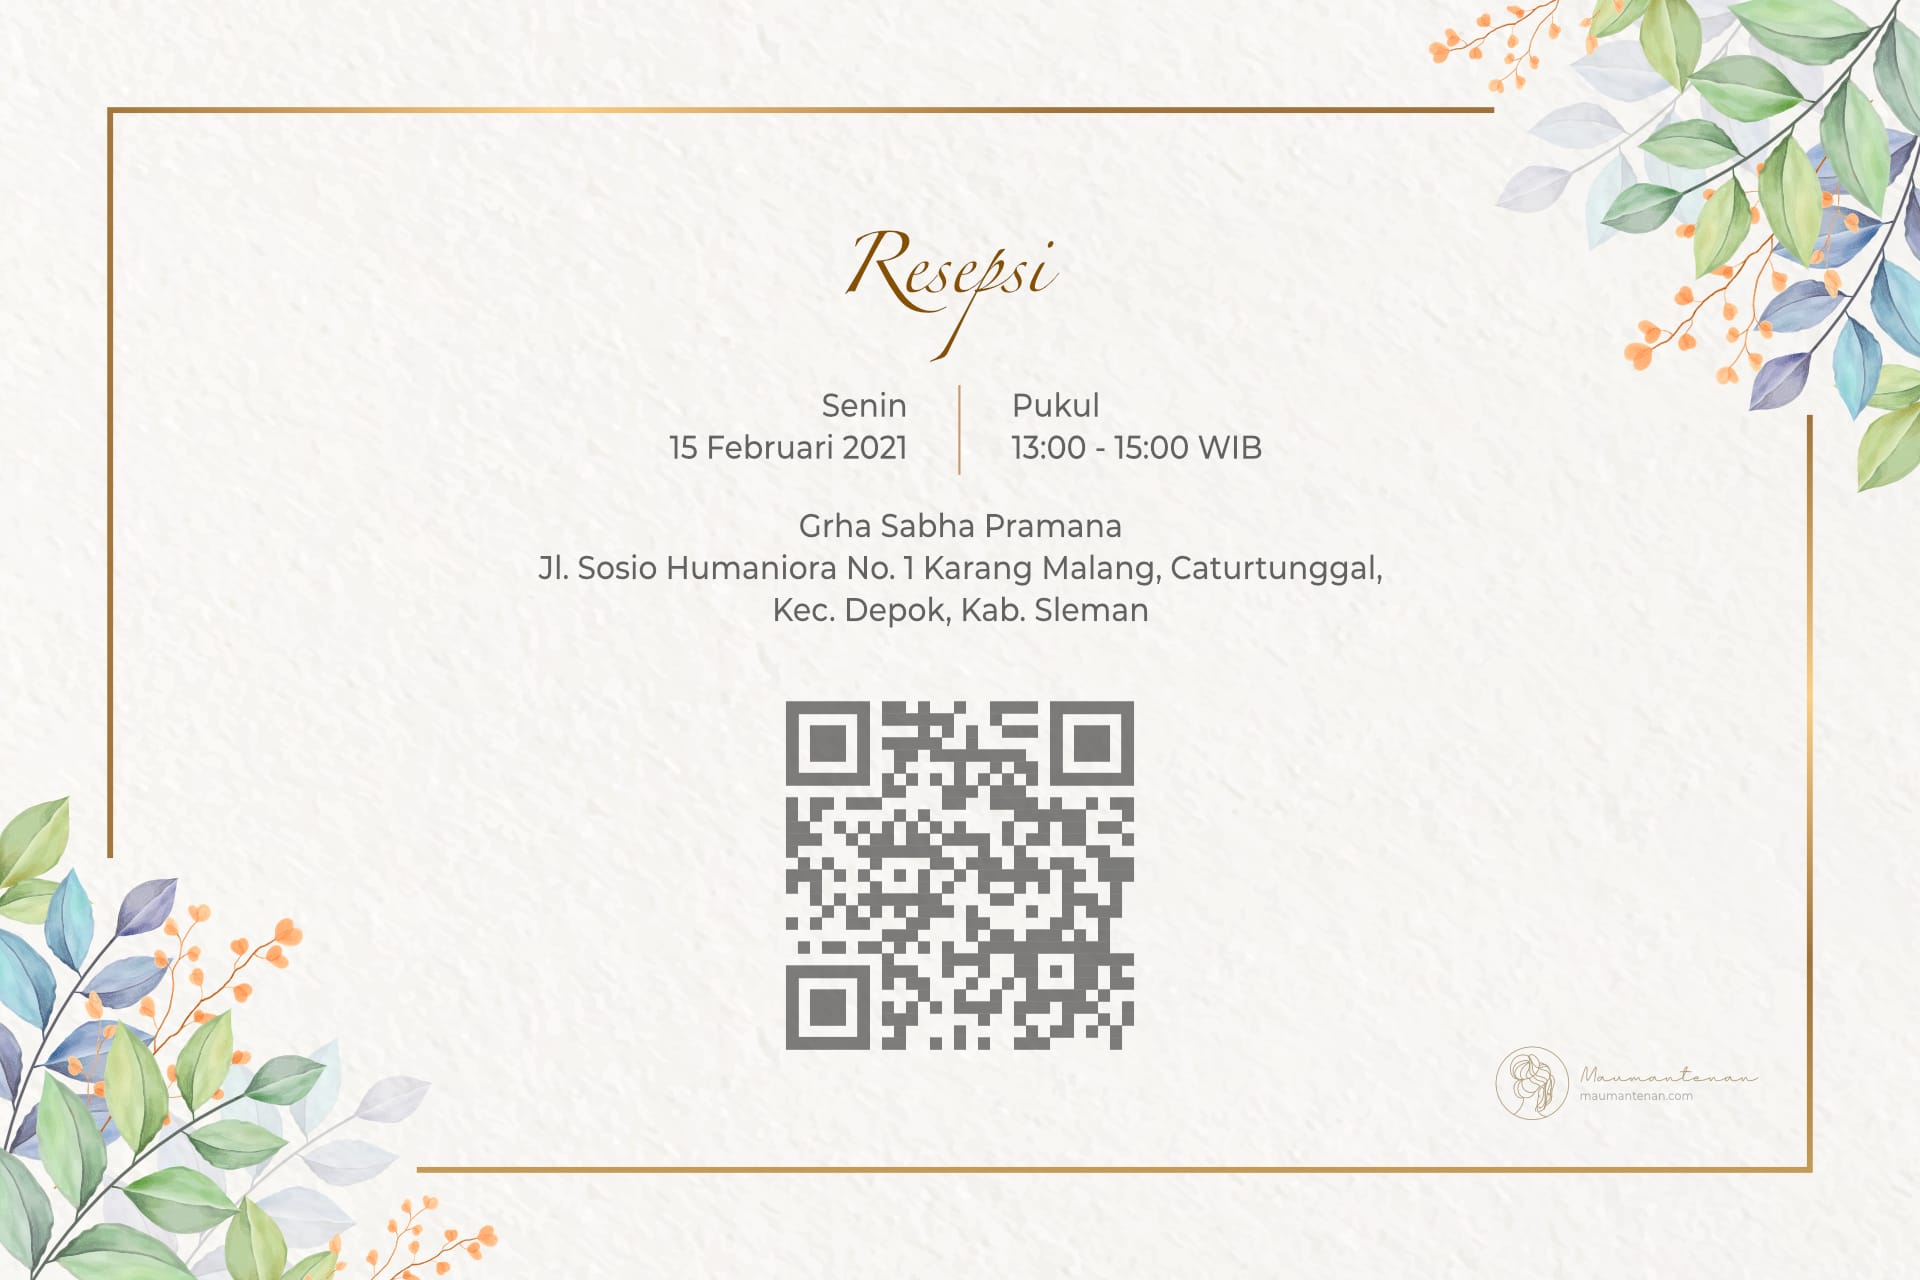 Resepsi
Senin
15 Februari 2021
Pukul
13:00 - 15:00 WIB
Grha Sabha Pramana
Jl. Sosio Humaniora No. 1 Karang Malang, Caturtunggal,
Kec. Depok, Kab. Sleman
Maumantenan
maumantenan.com